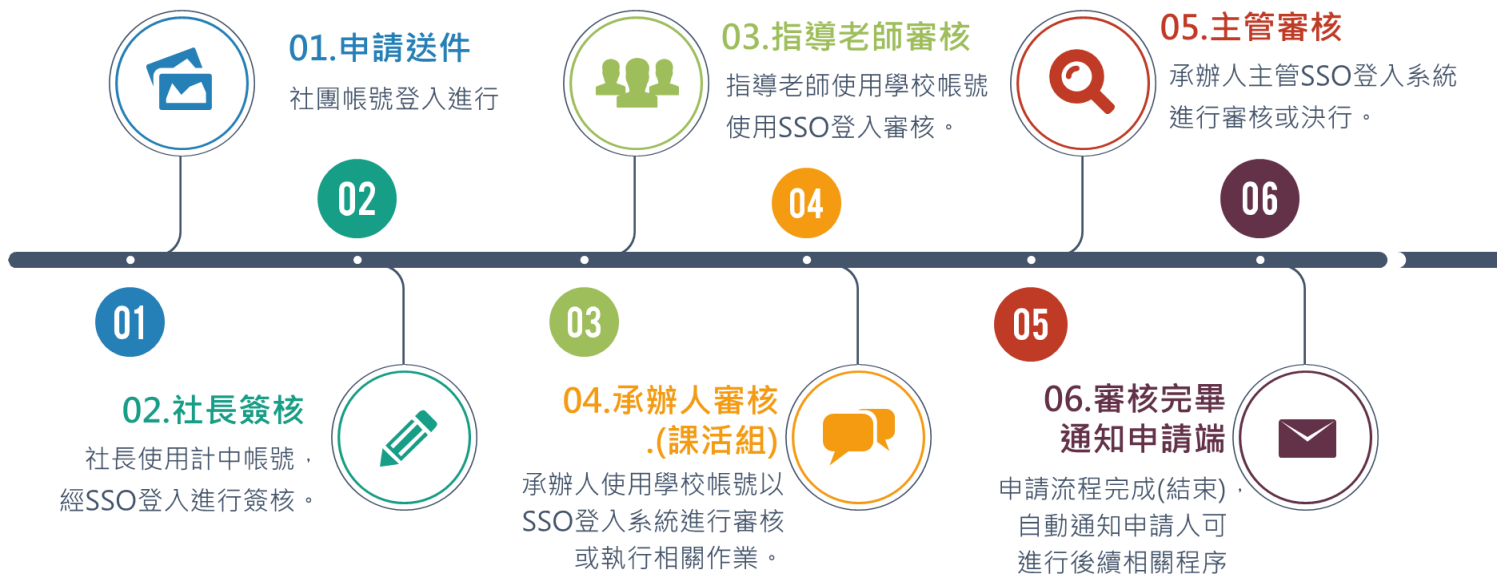 01.申請送件
社團帳號登入進行
01
02
02.社長簽核
社長使用計中帳號,
經SSO登入進行簽核。
03.指導老師審核
指導老師使用學校帳號
使用SSO登入審核。
03
04
04.承辦人審核
.(課活組)
承辦人使用學校帳號以
SSO登入系統進行審核
或執行相關作業。
05.主管審核
承辦人主管SSO登入系統
進行審核或決行。
05
06
06.審核完畢
通知申請端
申請流程完成(結束),
自動通知申請人可
進行後續相關程序